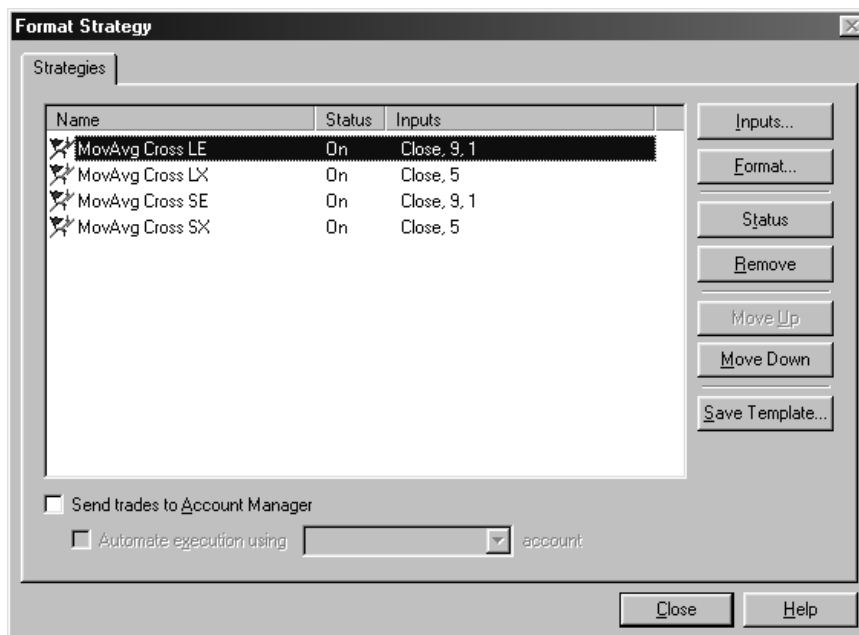 Format Strategy
Strategies
Name Status Inputs
MovAvg Cross LE On Close, 9, 1
MovAvg Cross LX On Close, 5
MovAvg Cross SE On Close, 9, 1
MovAvg Cross SX On Close, 5
Inputs...
Format...
Status
Remove
Move Up
Move Down
Save Template...
Send trades to Account Manager
Automate execution using account
Close Help